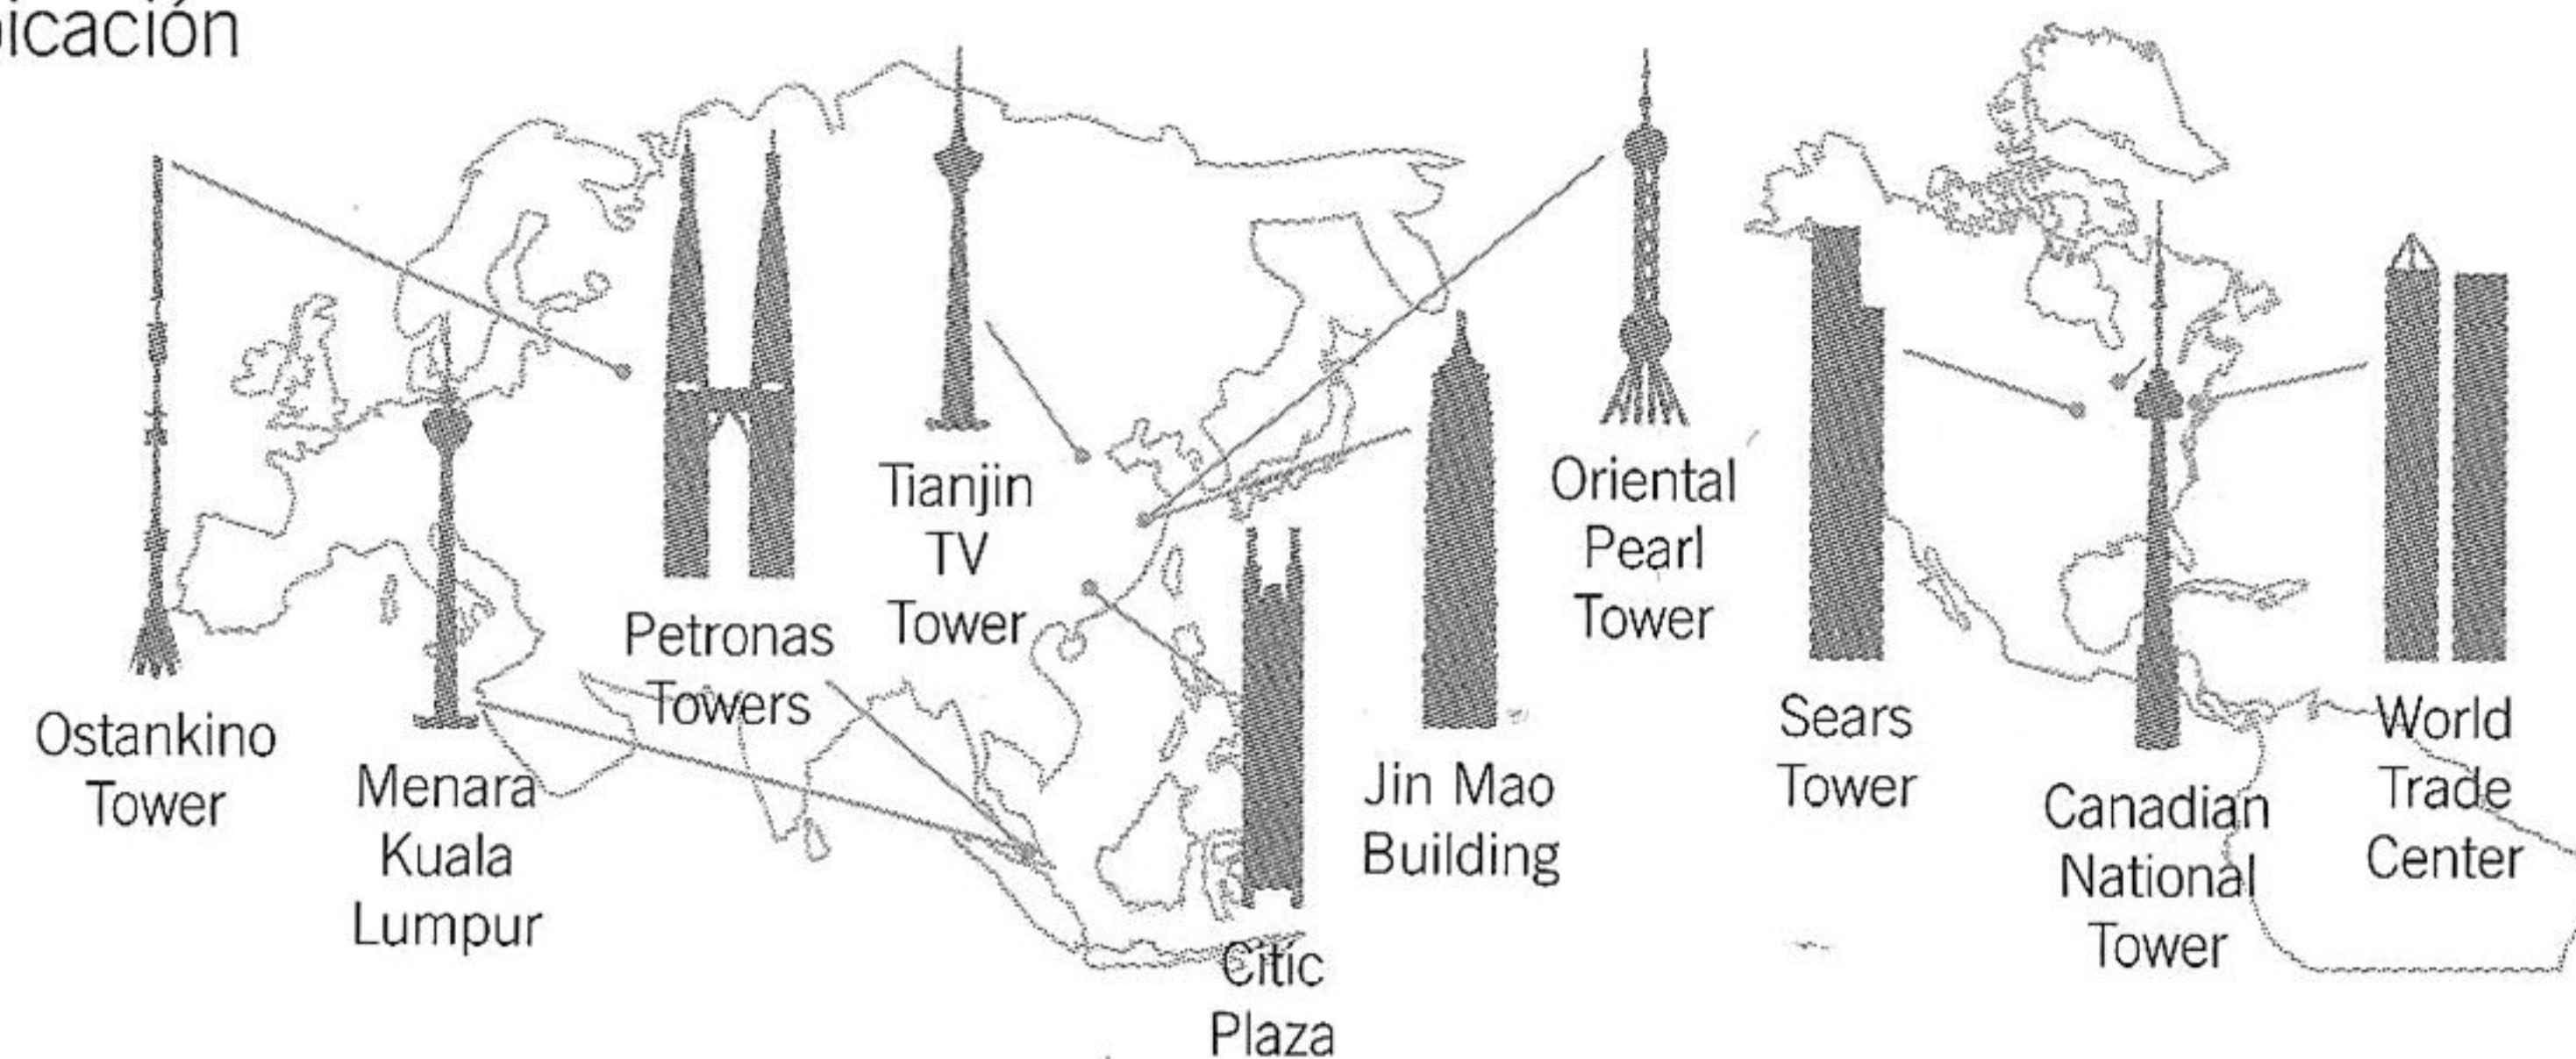 Ostankino
Tower
Menara
Kuala
Lumpur
Petronas
Towers
Tianjin
TV
Tower
Citic
Plaza
Jin Mao
Building
Oriental
Pearl
Tower
Sears
Tower
Canadian
National
Tower
World
Trade
Center